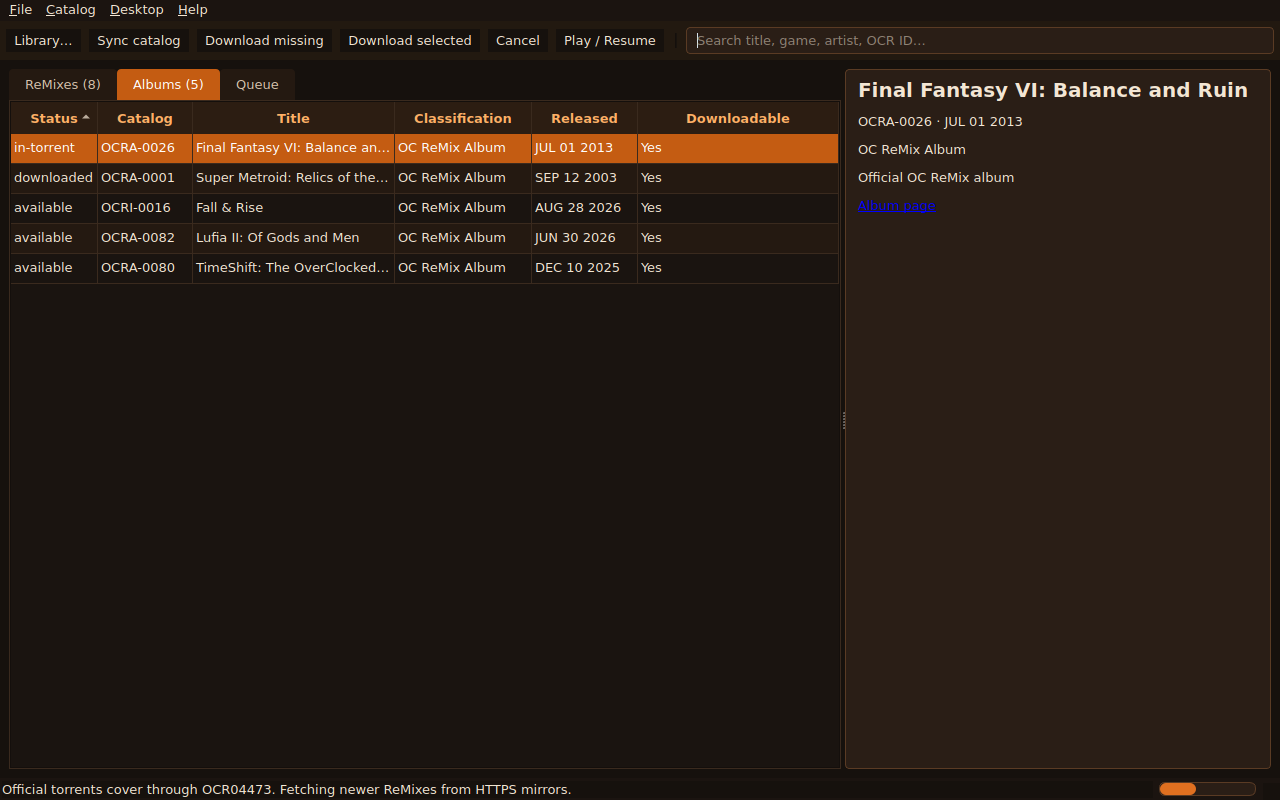 File Catalog Desktop Help
Library... Sync catalog Download missing Download selected Cancel Play / Resume Search title, game, artist, OCR ID...
ReMixes (8) Albums (5) Queue
Status Catalog Title Classification Released Downloadable
in-torrent OCRA-0026 Final Fantasy VI: Balance an... OC ReMix Album JUL 01 2013 Yes
downloaded OCRA-0001 Super Metroid: Relics of the... OC ReMix Album SEP 12 2003 Yes
available OCRI-0016 Fall & Rise OC ReMix Album AUG 28 2026 Yes
available OCRA-0082 Lufia II: Of Gods and Men OC ReMix Album JUN 30 2026 Yes
available OCRA-0080 TimeShift: The OverClocked... OC ReMix Album DEC 10 2025 Yes
Final Fantasy VI: Balance and Ruin
OCRA-0026 · JUL 01 2013
OC ReMix Album
Official OC ReMix album
Album page
Official torrents cover through OCR04473. Fetching newer ReMixes from HTTPS mirrors.